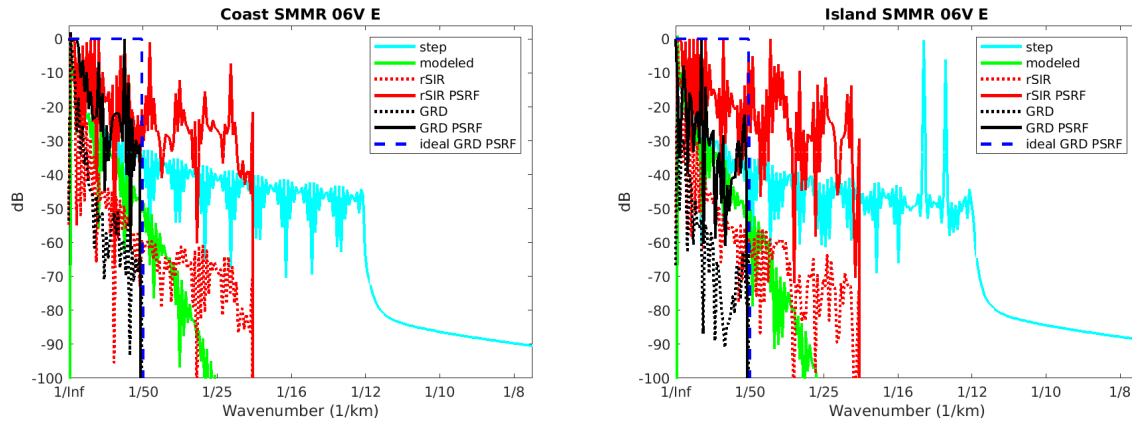 Coast SMMR 06V E
0
-10
-20
-30
-40
-50
-60
-70
-80
-90
-100
dB
step
modeled
rSIR
rSIR PSRF
GRD
GRD PSRF
ideal GRD PSRF
1/Inf 1/50 1/25 1/16 1/12 1/10 1/8
Wavenumber (1/km)
Island SMMR 06V E
0
-10
-20
-30
-40
-50
-60
-70
-80
-90
-100
dB
step
modeled
rSIR
rSIR PSRF
GRD
GRD PSRF
ideal GRD PSRF
1/Inf 1/50 1/25 1/16 1/12 1/10 1/8
Wavenumber (1/km)